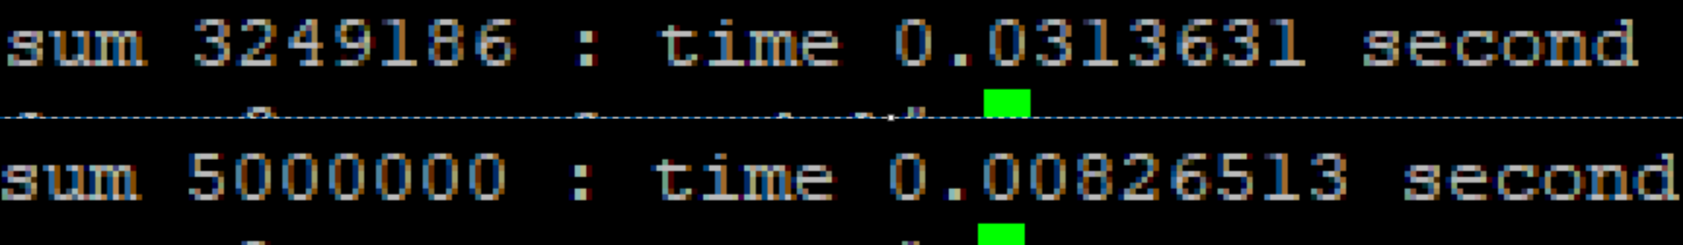 sum 3249186 : time 0.0313631 second
sum 5000000 : time 0.00826513 second